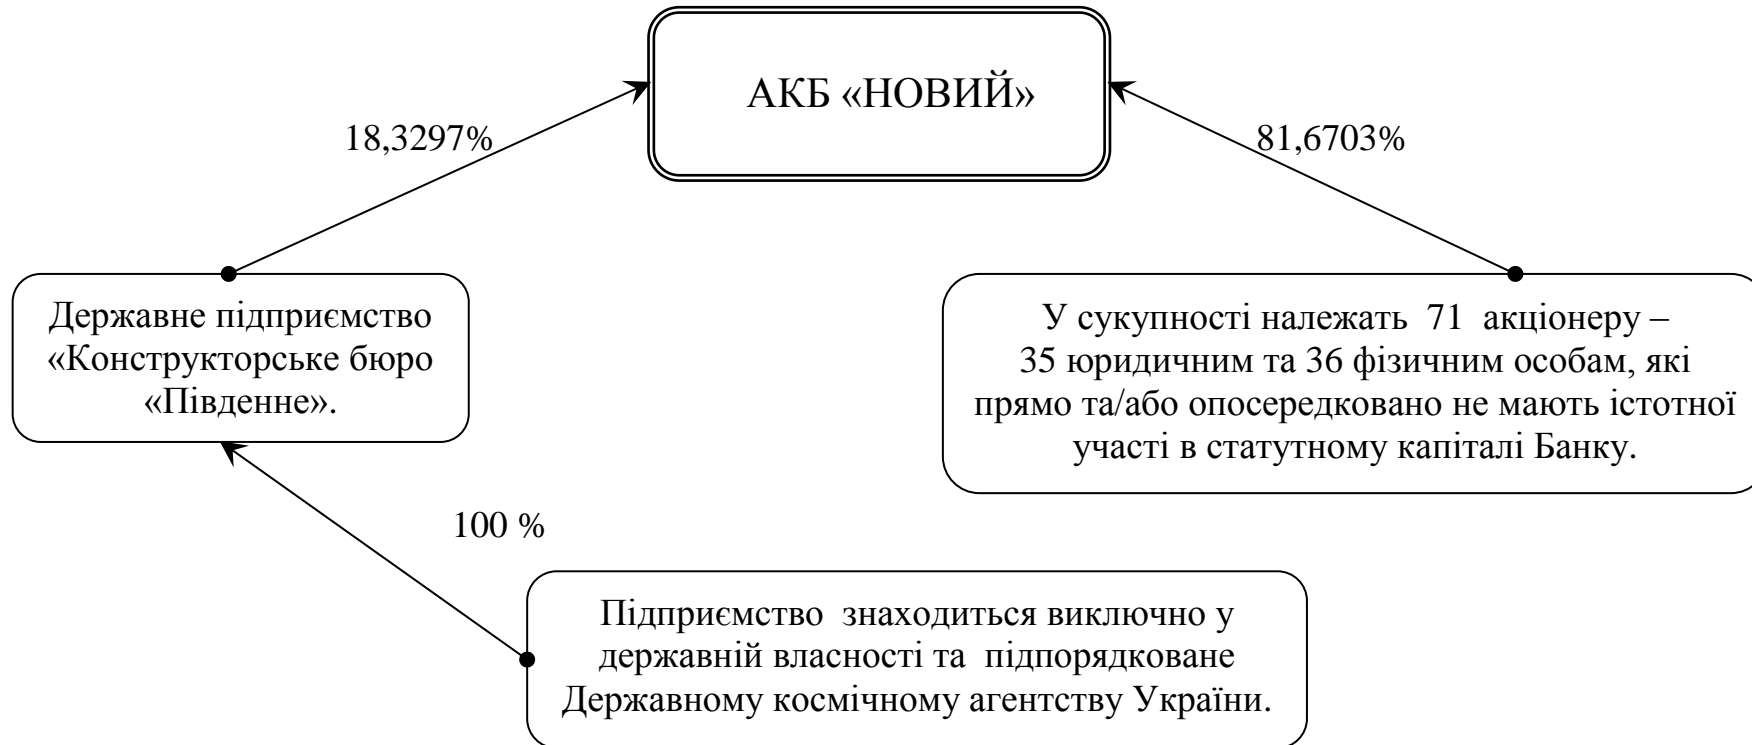 АКБ «НОВИЙ»
18,3297%
81,6703%
Державне підприємство
«Конструкторське бюро
«Південне».
У сукупності належать 71 акціонеру –
35 юридичним та 36 фізичним особам, які
прямо та/або опосередковано не мають істотної
участі в статутному капіталі Банку.
100 %
Підприємство знаходиться виключно у
державній власності та підпорядковане
Державному космічному агентству України.